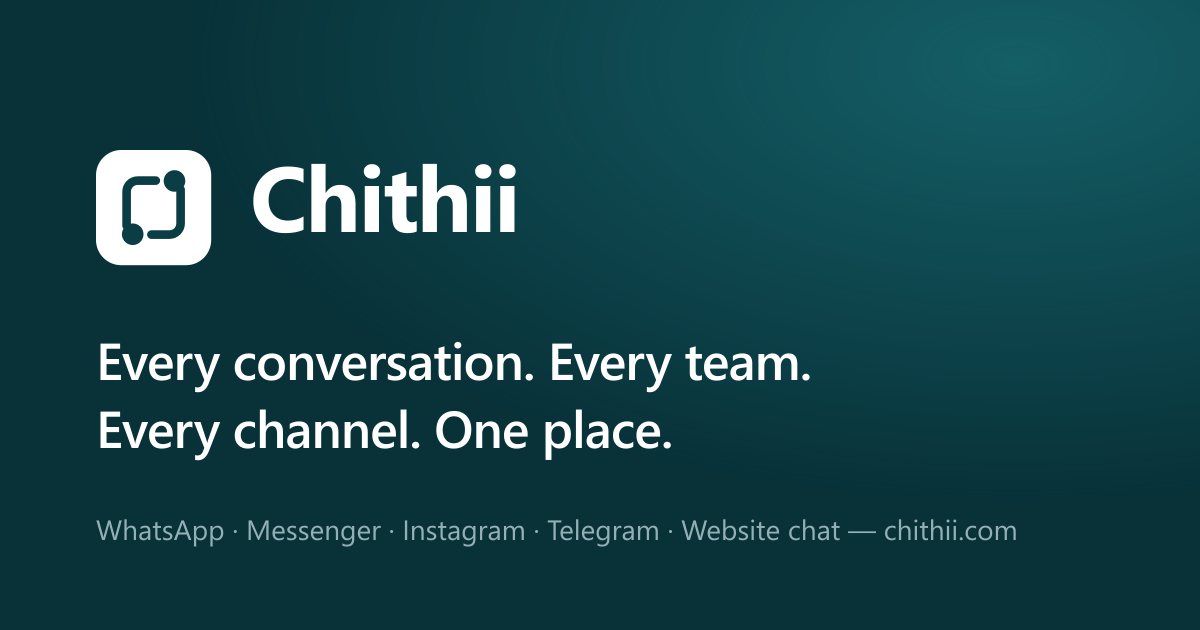 Chithii
Every conversation. Every team.
Every channel. One place.
WhatsApp · Messenger · Instagram · Telegram · Website chat — chithii.com